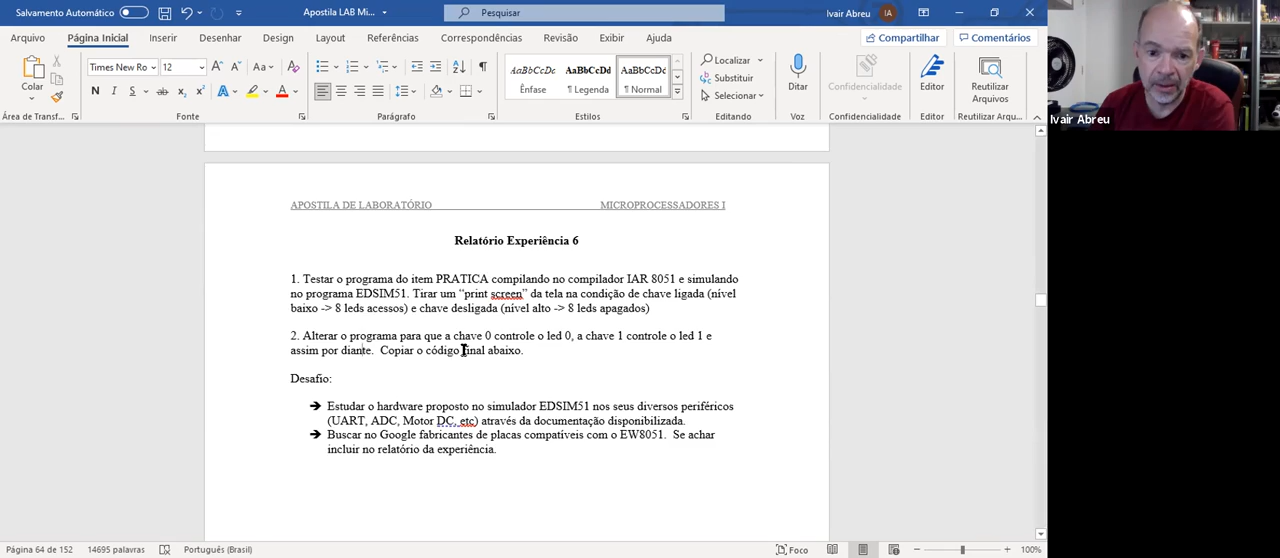 Salvamento Automático
Apostila LAB Mi...
Pesquisar
Ivair Abreu
IA
Arquivo
Página Inicial
Inserir
Desenhar
Design
Layout
Referências
Correspondências
Revisão
Exibir
Ajuda
Compartilhar
Comentários
Colar
Times New Ro
12
AaBbCcDc
AaBbCcDd
AaBbCcDc
Ênfase
¶ Legenda
¶ Normal
Localizar
Substituir
Selecionar
Ditar
Confidencialidade
Editor
Reutilizar
Arquivos
Área de Transf...
Fonte
Parágrafo
Estilos
Editando
Voz
Confidencialidade
Editor
Reutilizar Arqu...
Ivair Abreu
APOSTILA DE LABORATÓRIO MICROPROCESSADORES I
Relatório Experiência 6
1. Testar o programa do item PRATICA compilando no compilador IAR 8051 e simulando
no programa EDSIM51. Tirar um “print screen” da tela na condição de chave ligada (nível
baixo -> 8 leds acessos) e chave desligada (nível alto -> 8 leds apagados)
2. Alterar o programa para que a chave 0 controle o led 0, a chave 1 controle o led 1 e
assim por diante. Copiar o código final abaixo.
Desafio:
➔ Estudar o hardware proposto no simulador EDSIM51 nos seus diversos periféricos
(UART, ADC, Motor DC, etc) através da documentação disponibilizada.
➔ Buscar no Google fabricantes de placas compatíveis com o EW8051. Se achar
incluir no relatório da experiência.
Página 64 de 152
14695 palavras
Português (Brasil)
Foco
100%